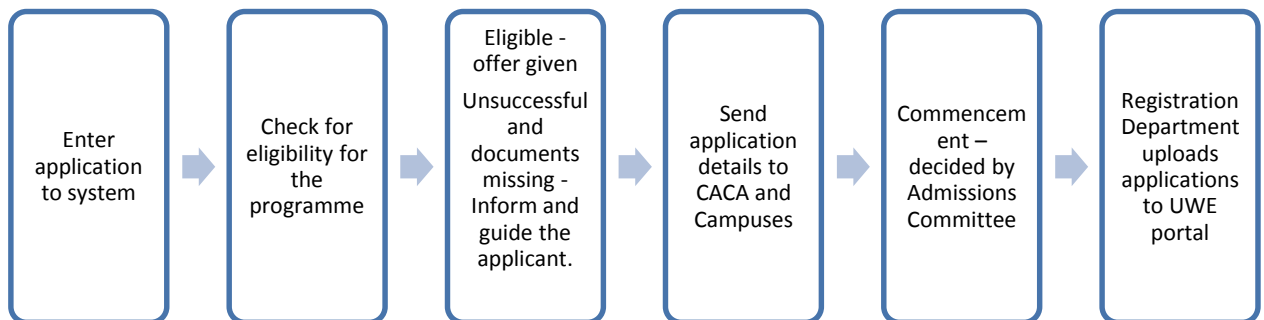 Enter
application
to system
Check for
eligibility for
the
programme
Eligible -
offer given
Unsuccessful
and
documents
missing -
Inform and
guide the
applicant.
Send
application
details to
CACA and
Campuses
Commencem
ent –
decided by
Admissions
Committee
Registration
Department
uploads
applications
to UWE
portal